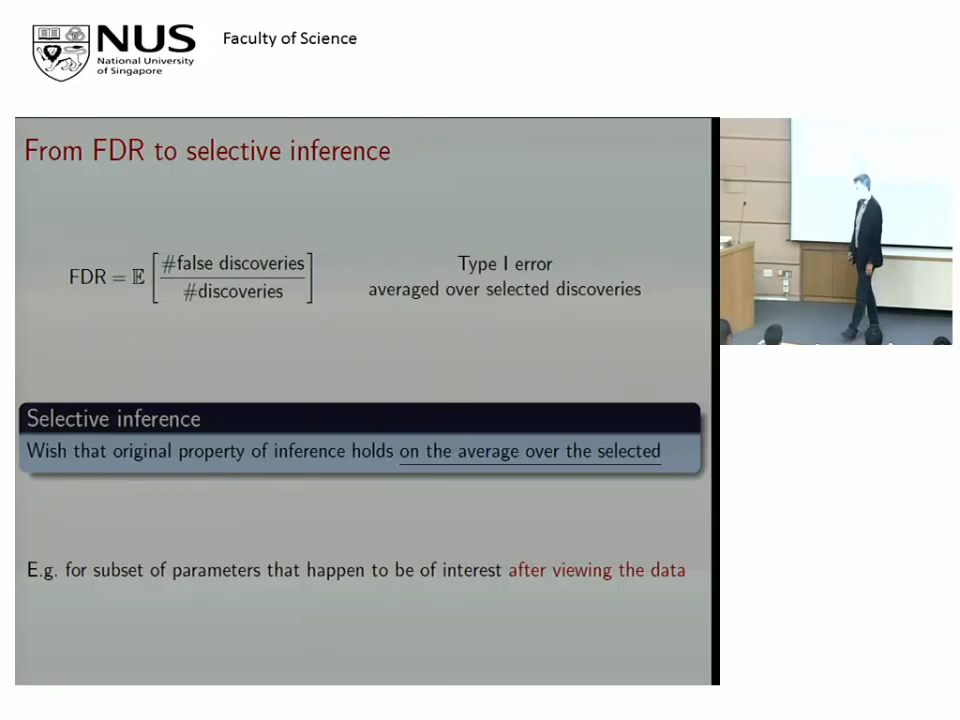 NUS
National University
of Singapore
Faculty of Science
From FDR to selective inference
FDR = 𝔼 [ #false discoveries / #discoveries ]
Type I error
averaged over selected discoveries
Selective inference
Wish that original property of inference holds on the average over the selected
E.g. for subset of parameters that happen to be of interest after viewing the data